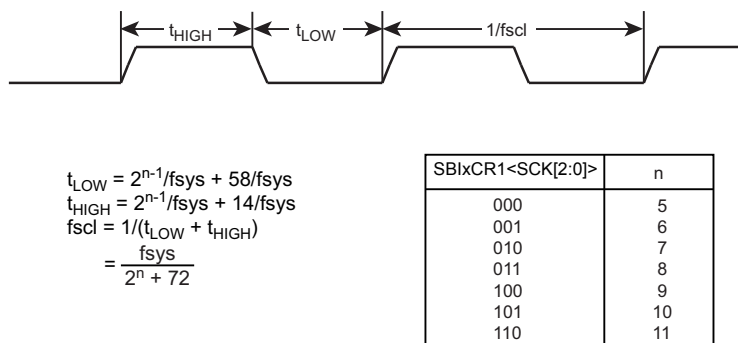 tHIGH tLOW 1/fscl
tLOW = 2n-1/fsys + 58/fsys
tHIGH = 2n-1/fsys + 14/fsys
fscl = 1/(tLOW + tHIGH)
= fsys
2n + 72
SBIxCR1<SCK[2:0]> n
000 5
001 6
010 7
011 8
100 9
101 10
110 11